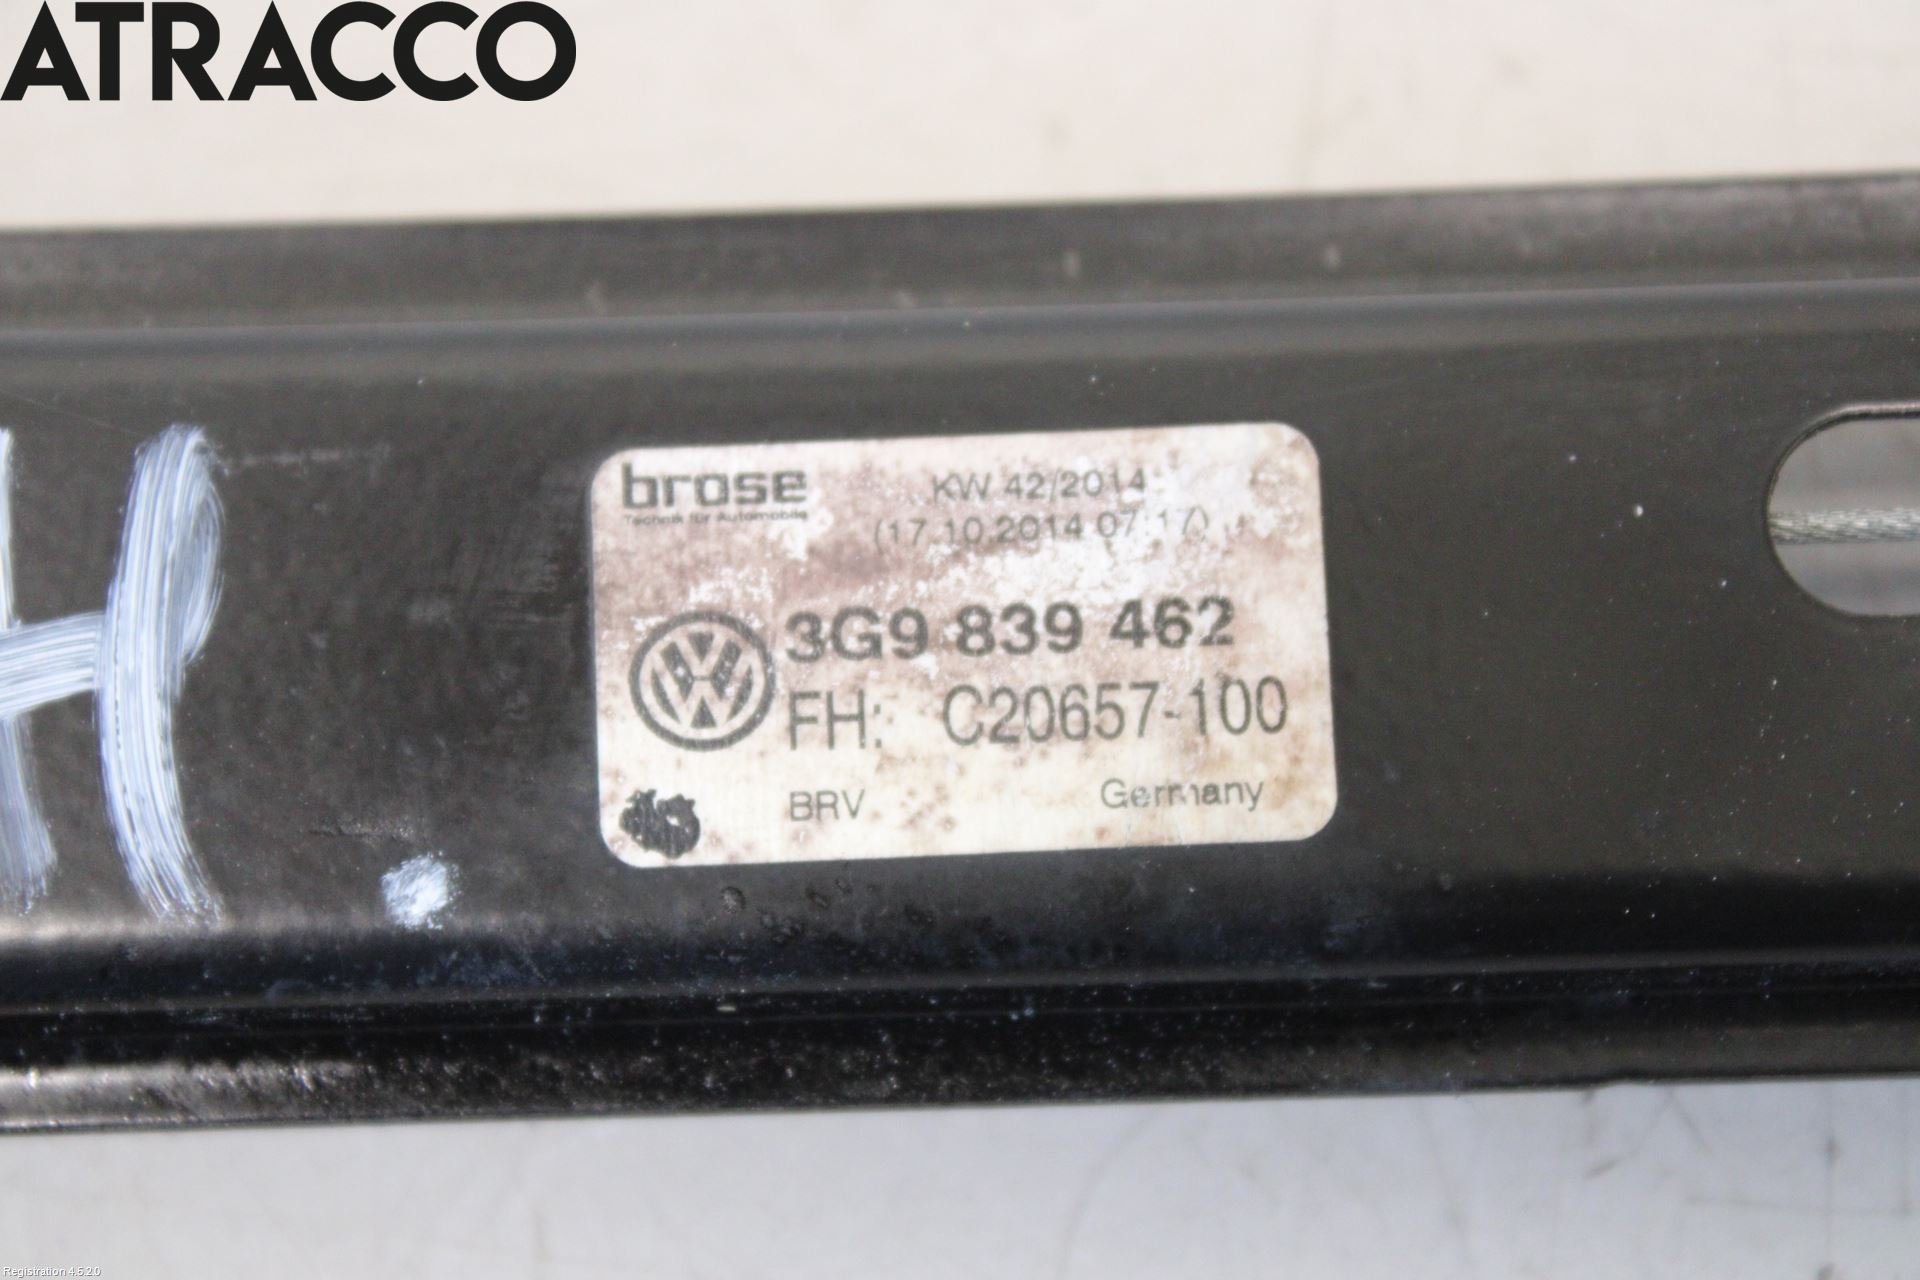 ATRACCO
H
brose
Technik für Automobile
KW 42/2014
(17.10.2014 07:17)
3G9 839 462
FH: C20657-100
BRV Germany
Registration 4.6.2.0